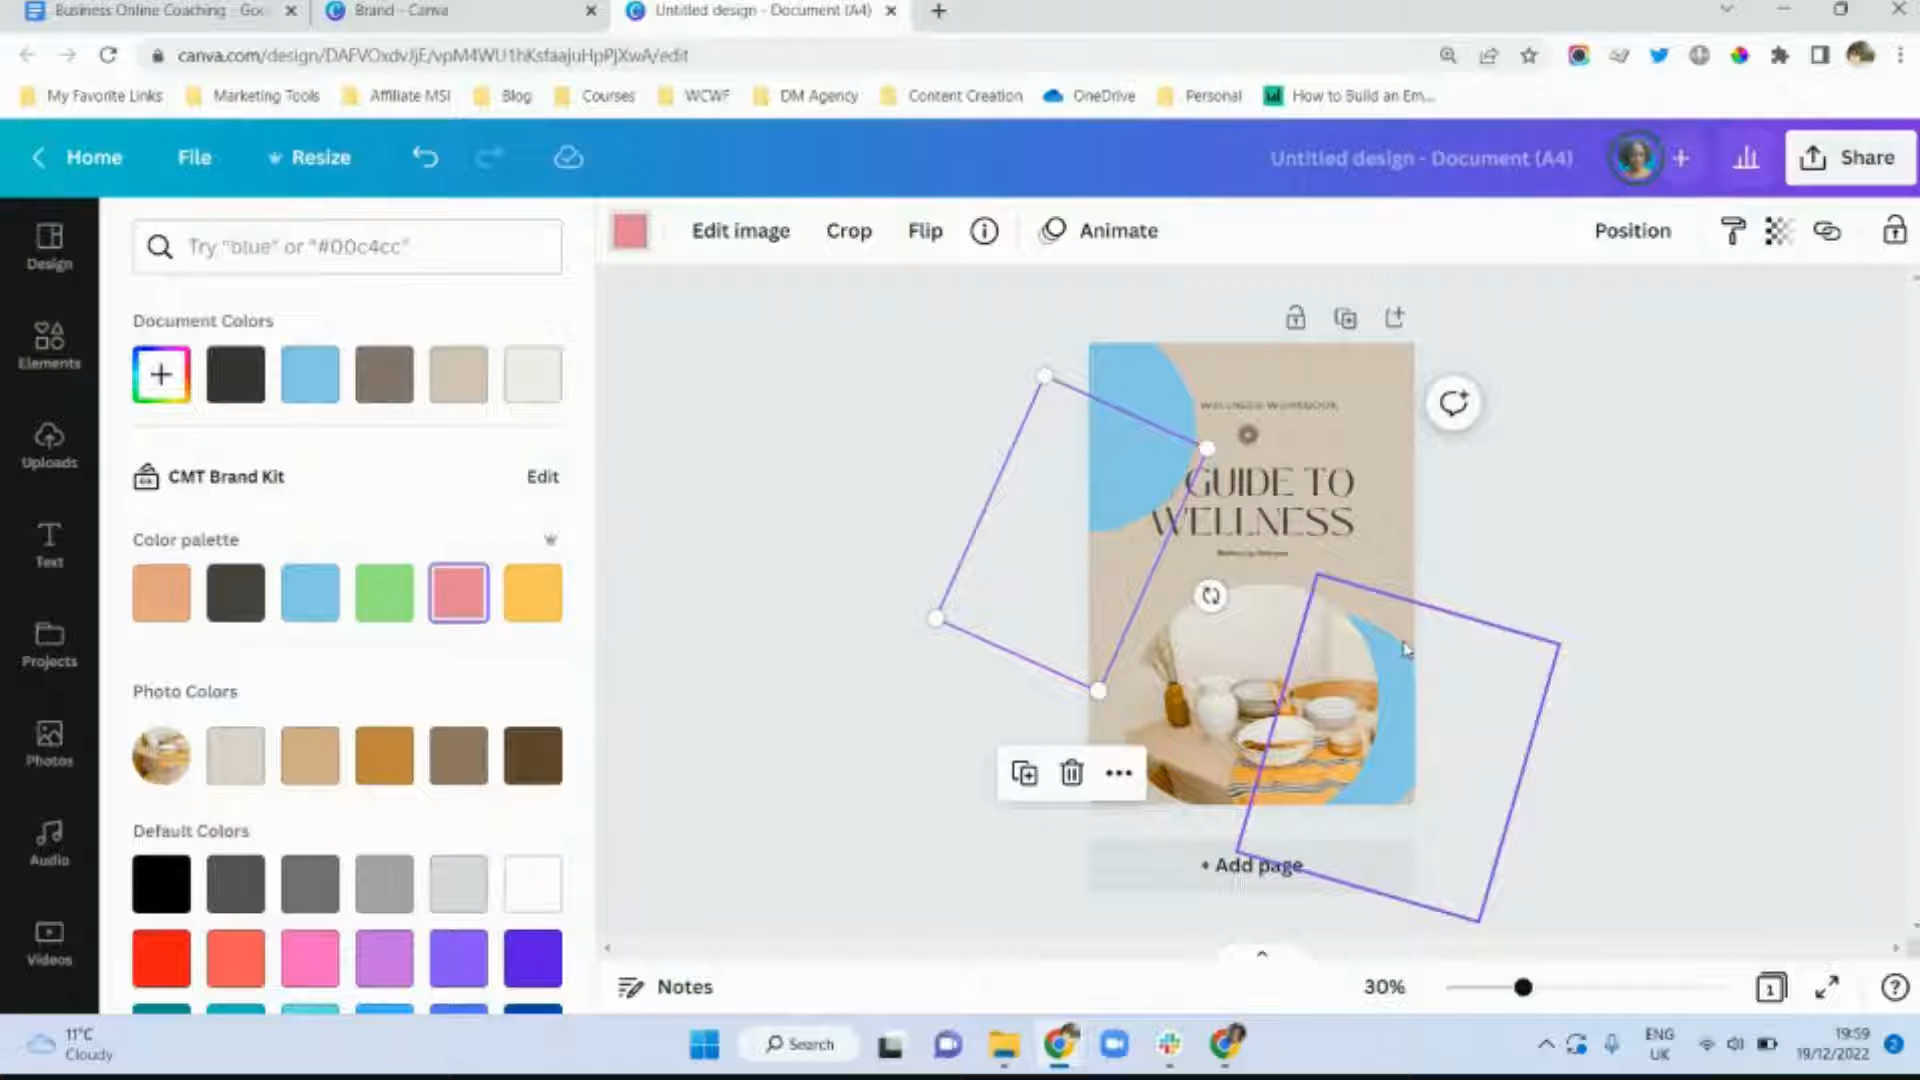 Business Online Coaching - Goo
Brand - Canva
Untitled design - Document (A4)
canva.com/design/DAFVOxdvJjE/vpM4WU1hKsfaajuHpPjXwA/edit
My Favorite Links
Marketing Tools
Affiliate MSI
Blog
Courses
WCWF
DM Agency
Content Creation
OneDrive
Personal
How to Build an Em...
Home
File
Resize
Untitled design - Document (A4)
Share
Design
Elements
Uploads
Text
Projects
Photos
Audio
Videos
Try "blue" or "#00c4cc"
Edit image
Crop
Flip
Animate
Position
Document Colors
CMT Brand Kit
Edit
Color palette
Photo Colors
Default Colors
WELLNESS WORKBOOK
GUIDE TO
WELLNESS
+ Add page
Notes
30%
1
11°C
Cloudy
Search
ENG
UK
19:59
19/12/2022
2